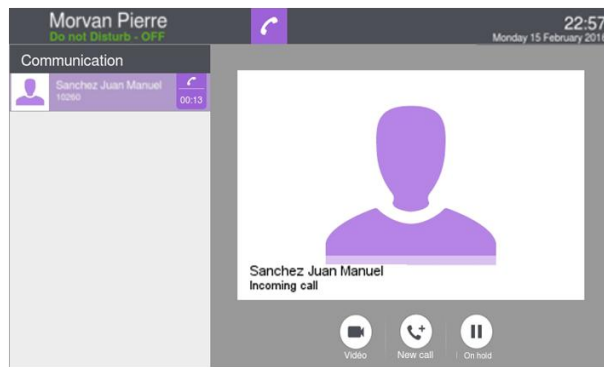 Morvan Pierre
Do not Disturb - OFF
22:57
Monday 15 February 2016
Communication
Sanchez Juan Manuel
10260
00:13
Sanchez Juan Manuel
Incoming call
Vidéo
New call
On hold